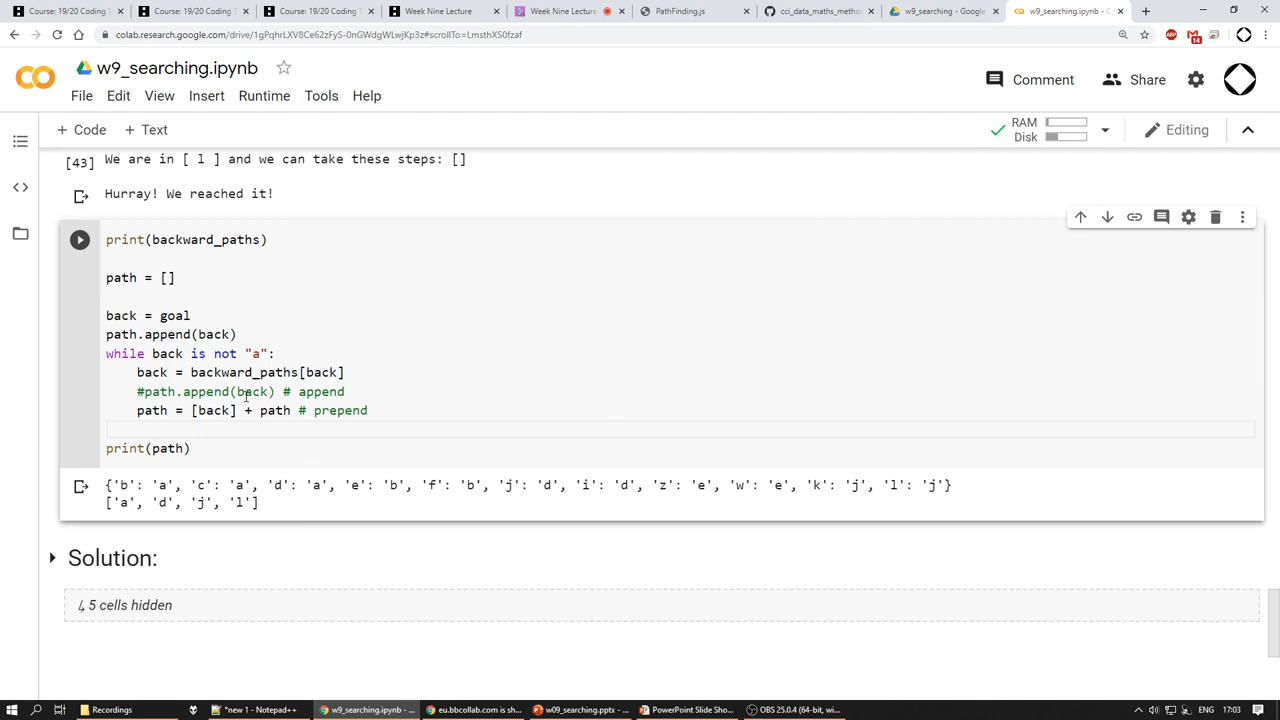 Course: 19/20 Coding T
Course: 19/20 Coding T
Course: 19/20 Coding T
Week Nine Lecture
Week Nine Lecture
PathFinding.js
cci_data_maths_metho
w9_searching - Google
w9_searching.ipynb - C
colab.research.google.com/drive/1gPqhrLXV8Ce62zFyS-0nGWdgWLwjKp3z#scrollTo=LmsthXS0fzaf
ABP
14
CO
w9_searching.ipynb
Comment
Share
File Edit View Insert Runtime Tools Help
+ Code + Text
RAM
Disk
Editing
[43] We are in [ l ] and we can take these steps: []
Hurray! We reached it!
print(backward_paths)
path = []
back = goal
path.append(back)
while back is not "a":
back = backward_paths[back]
#path.append(back) # append
path = [back] + path # prepend
print(path)
{'b': 'a', 'c': 'a', 'd': 'a', 'e': 'b', 'f': 'b', 'j': 'd', 'i': 'd', 'z': 'e', 'w': 'e', 'k': 'j', 'l': 'j'}
['a', 'd', 'j', 'l']
Solution:
5 cells hidden
Recordings
*new 1 - Notepad++
w9_searching.ipynb - ...
eu.bbcollab.com is sh...
w09_searching.pptx - ...
PowerPoint Slide Sho...
OBS 25.0.4 (64-bit, wi...
17:03